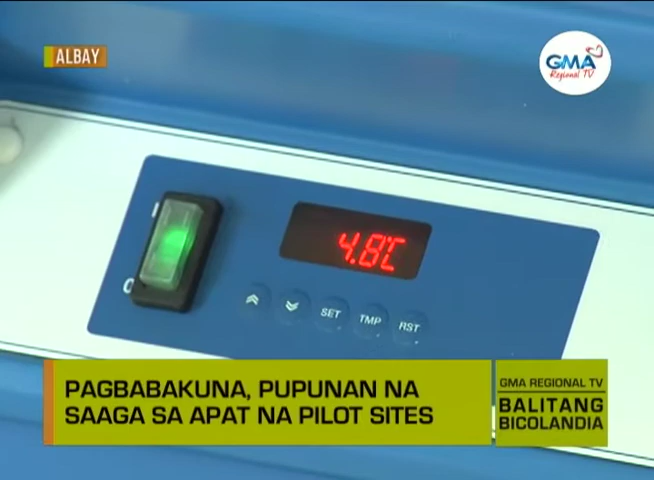 ALBAY
GMA
Regional TV
I
O
4.8°C
SET
TMP
RST
PAGBABAKUNA, PUPUNAN NA
SAAGA SA APAT NA PILOT SITES
GMA REGIONAL TV
BALITANG
BICOLANDIA